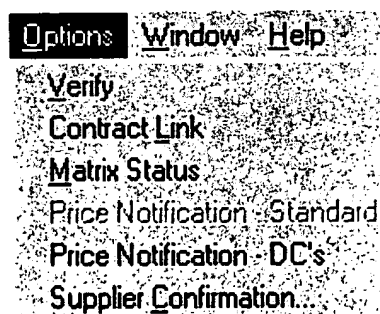 Options Window Help
Verify
Contract Link
Matrix Status
Price Notification - Standard
Price Notification - DC's
Supplier Confirmation...